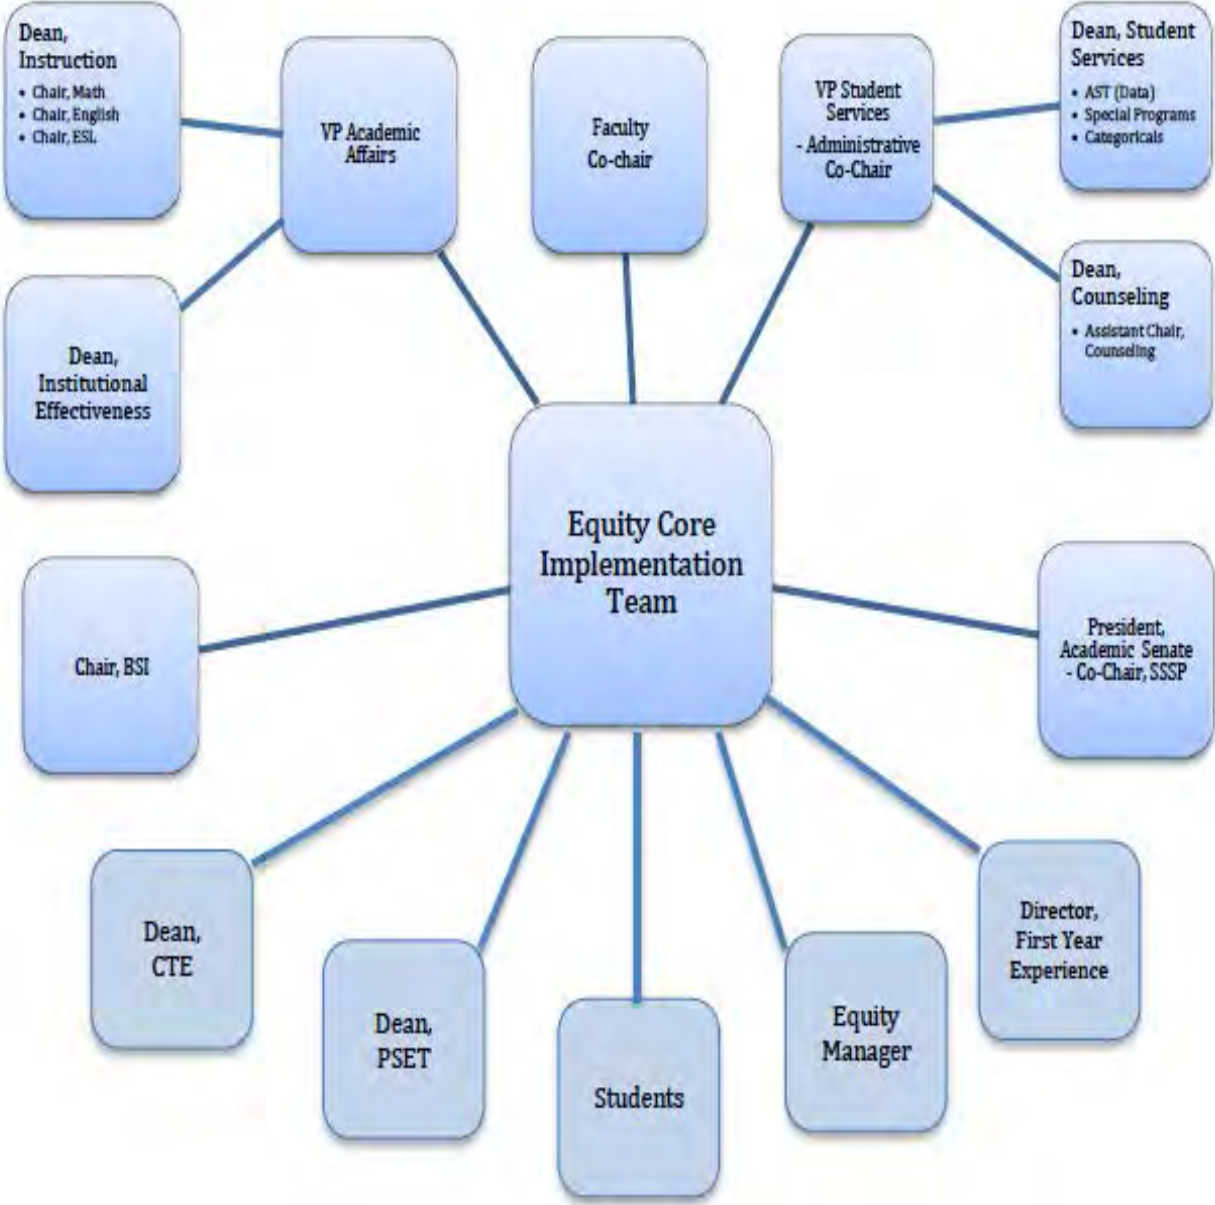 Dean,
Instruction
• Chair, Math
• Chair, English
• Chair, ESL
VP Academic
Affairs
Faculty
Co-chair
VP Student
Services
- Administrative
Co-Chair
Dean, Student
Services
• AST (Data)
• Special Programs
• Categoricals
Dean,
Institutional
Effectiveness
Dean,
Counseling
• Assistant Chair,
Counseling
Equity Core
Implementation
Team
Chair, BSI
President,
Academic Senate
- Co-Chair, SSSP
Dean,
CTE
Dean,
PSET
Students
Equity
Manager
Director,
First Year
Experience